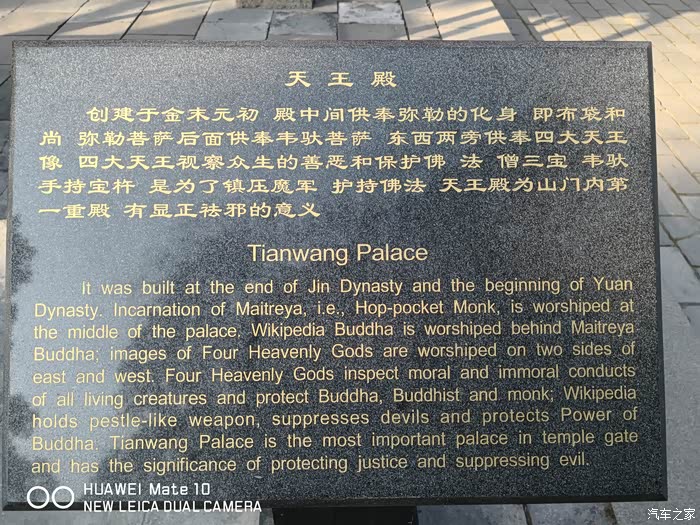 天王殿
创建于金末元初 殿中间供奉弥勒的化身 即布袋和
尚 弥勒菩萨后面供奉韦驮菩萨 东西两旁供奉四大天王
像 四大天王视察众生的善恶和保护佛 法 僧三宝 韦驮
手持宝杵 是为了镇压魔军 护持佛法 天王殿为山门内第
一重殿 有显正祛邪的意义
Tianwang Palace
It was built at the end of Jin Dynasty and the beginning of Yuan
Dynasty. Incarnation of Maitreya, i.e., Hop-pocket Monk, is worshiped at
the middle of the palace, Wikipedia Buddha is worshiped behind Maitreya
Buddha; images of Four Heavenly Gods are worshiped on two sides of
east and west. Four Heavenly Gods inspect moral and immoral conducts
of all living creatures and protect Buddha, Buddhist and monk; Wikipedia
holds pestle-like weapon, suppresses devils and protects Power of
Buddha. Tianwang Palace is the most important palace in temple gate
and has the significance of protecting justice and suppressing evil.
HUAWEI Mate 10
NEW LEICA DUAL CAMERA
汽车之家